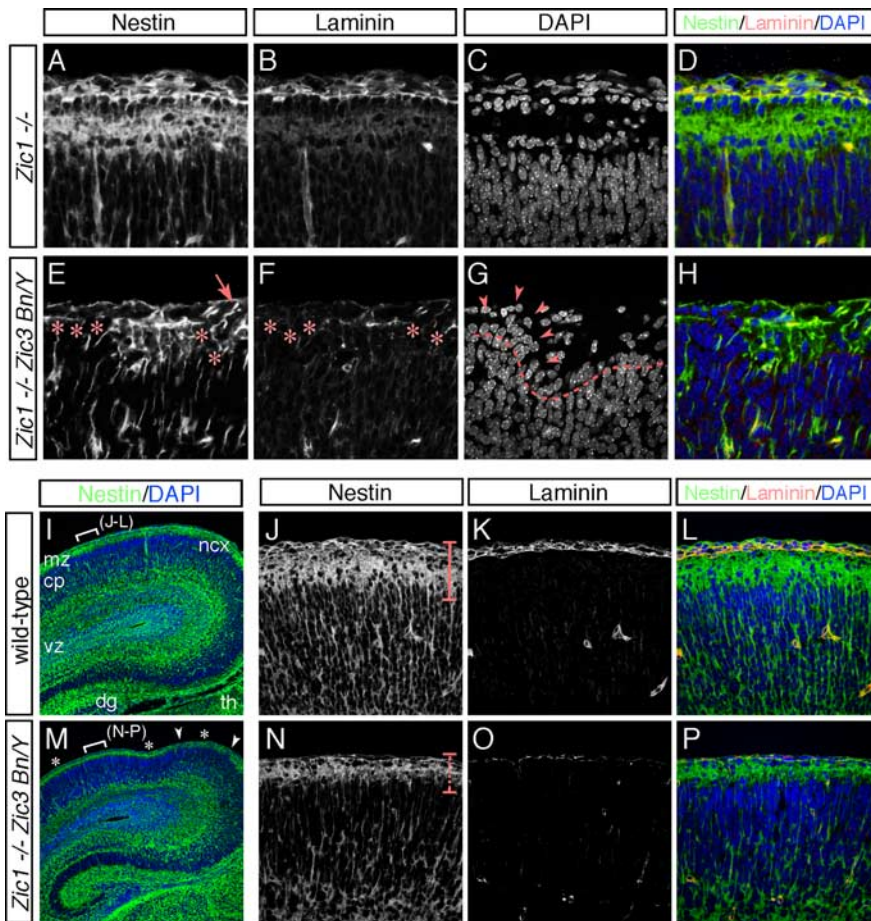 Nestin Laminin DAPI Nestin/Laminin/DAPI
Zic1 -/-
A B C D
Zic1 -/- Zic3 Bn/Y
E F G H
* * * * *
* * * * *
Nestin/DAPI Nestin Laminin Nestin/Laminin/DAPI
wild-type
I (J-L) ncx mz cp vz dg th J K L
Zic1 -/- Zic3 Bn/Y
M (N-P) * * * N O P